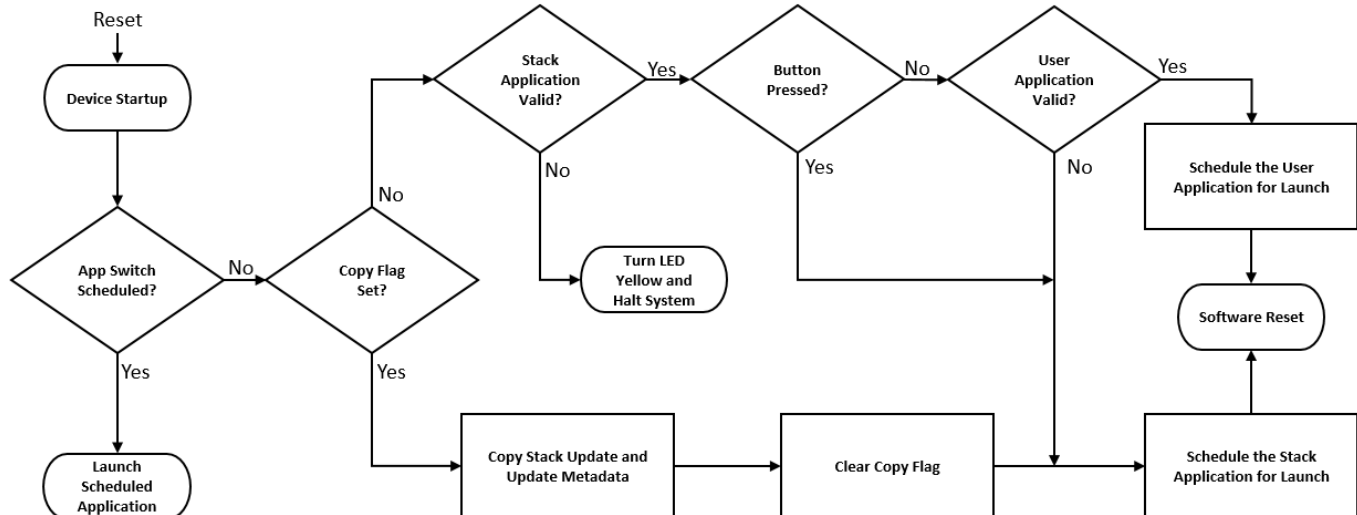 Reset
Device Startup
App Switch
Scheduled?
No
Yes
Launch
Scheduled
Application
Copy Flag
Set?
No
Yes
Stack
Application
Valid?
Yes
No
Turn LED
Yellow and
Halt System
Button
Pressed?
No
Yes
User
Application
Valid?
Yes
No
Schedule the User
Application for Launch
Software Reset
Copy Stack Update and
Update Metadata
Clear Copy Flag
Schedule the Stack
Application for Launch